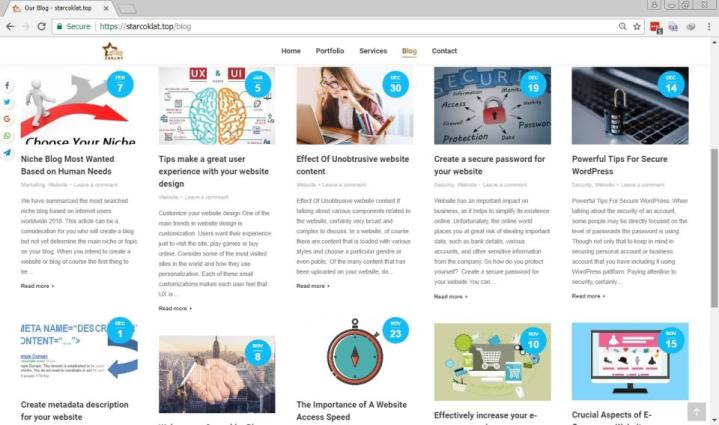 Our Blog - starcoklat.top
Secure
https://starcoklat.top/blog
Home
Portfolio
Services
Blog
Contact
FEB
7
Choose Your Niche
Niche Blog Most Wanted
Based on Human Needs
Marketing, Website • Leave a comment
We have summarized the most searched
niche blog based on internet users
worldwide 2018. This article can be a
consideration for you who will create a blog
but not yet determine the main niche or topic
on your blog. When you intend to create a
website or blog of course the first thing to
be…
Read more
JAN
5
UX & UI
Tips make a great user
experience with your website
design
Website • Leave a comment
Customize your website design One of the
main trends in website design is
customization. Users want their experience
just to visit the site, play games or buy
online. Consider some of the most visited
sites in the world and how they use
personalization. Each of these small
customizations makes each user feel that
UX is…
Read more
DEC
30
Effect Of Unobtrusive website
content
Website • Leave a comment
Effect Of Unobtrusive website content If
talking about various components related to
the website, certainly very broad and
complex to discuss. In a website, of course
there are content that is loaded with various
styles and choose a particular gendre or
even public. Of the many content that has
been uploaded on your website, do…
Read more
DEC
19
SECURI
Information
Management
Access
Identity
Power
Firewall
Protection
Data
Create a secure password for
your website
Security, Website • Leave a comment
Website has an important impact on
business, as it helps to simplify its existence
online. Unfortunately, the online world
places you at great risk of stealing important
data, such as bank details, various
accounts, and other sensitive information
from the company. So how do you protect
yourself? Create a secure password for
your website You can…
Read more
DEC
14
Powerful Tips For Secure
WordPress
Security, Website • Leave a comment
Powerful Tips For Secure WordPress. When
talking about the security of an account,
some people may be directly focused on the
level of passwords the password is using.
Though not only that to keep in mind in
securing personal account or business
account that you have including it using
WordPress paltform. Paying attention to
security, certainly…
Read more
DEC
1
META NAME="DESCR
ONTENT="...">
Create metadata description
for your website
NOV
8
NOV
23
The Importance of A Website
Access Speed
NOV
10
Effectively increase your e-
NOV
15
Crucial Aspects of E-